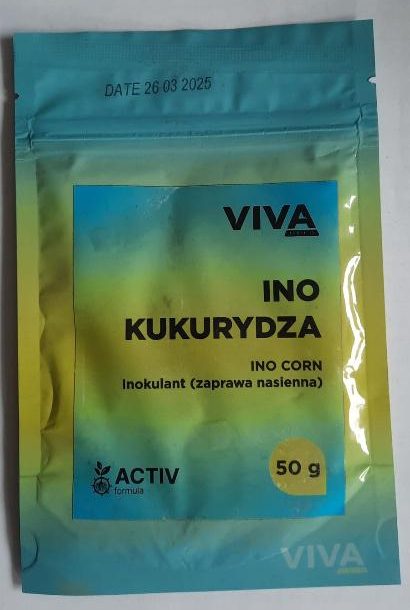 DATE 26 03 2025
VIVA
INO
KUKURYDZA
INO CORN
Inokulant (zaprawa nasienna)
ACTIV
formula
50 g
VIVA